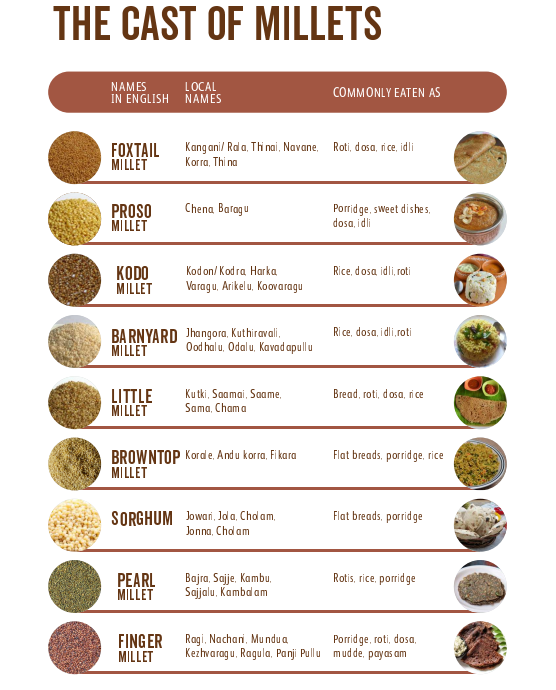 THE CAST OF MILLETS
NAMES
IN ENGLISH
LOCAL
NAMES
COMMONLY EATEN AS
FOXTAIL
MILLET
Kangani/ Rala, Thinai, Navane,
Korra, Thina
Roti, dosa, rice, idli
PROSO
MILLET
Chena, Baragu
Porridge, sweet dishes,
dosa, idli
KODO
MILLET
Kodon/Kodra, Harka,
Varagu, Arikelu, Koovaragu
Rice, dosa, idli,roti
BARNYARD
MILLET
Jhangora, Kuthiravali,
Oodhalu, Odalu, Kavadapullu
Rice, dosa, idli,roti
LITTLE
MILLET
Kutki, Saamai, Saame,
Sama, Chama
Bread, roti, dosa, rice
BROWNTOP
MILLET
Korale, Andu korra, Fikara
Flat breads, porridge, rice
SORGHUM
Jowari, Jola, Cholam,
Jonna, Cholam
Flat breads, porridge
PEARL
MILLET
Bajra, Sajje, Kambu,
Sajjalu, Kambalam
Rotis, rice, porridge
FINGER
MILLET
Ragi, Nachani, Mundua,
Kezhvaragu, Ragula, Panji Pullu
Porridge, roti, dosa,
mudde, payasam